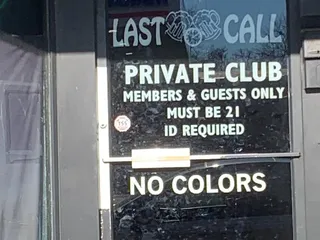 LAST CALL
PRIVATE CLUB
MEMBERS & GUESTS ONLY
MUST BE 21
ID REQUIRED
NO COLORS